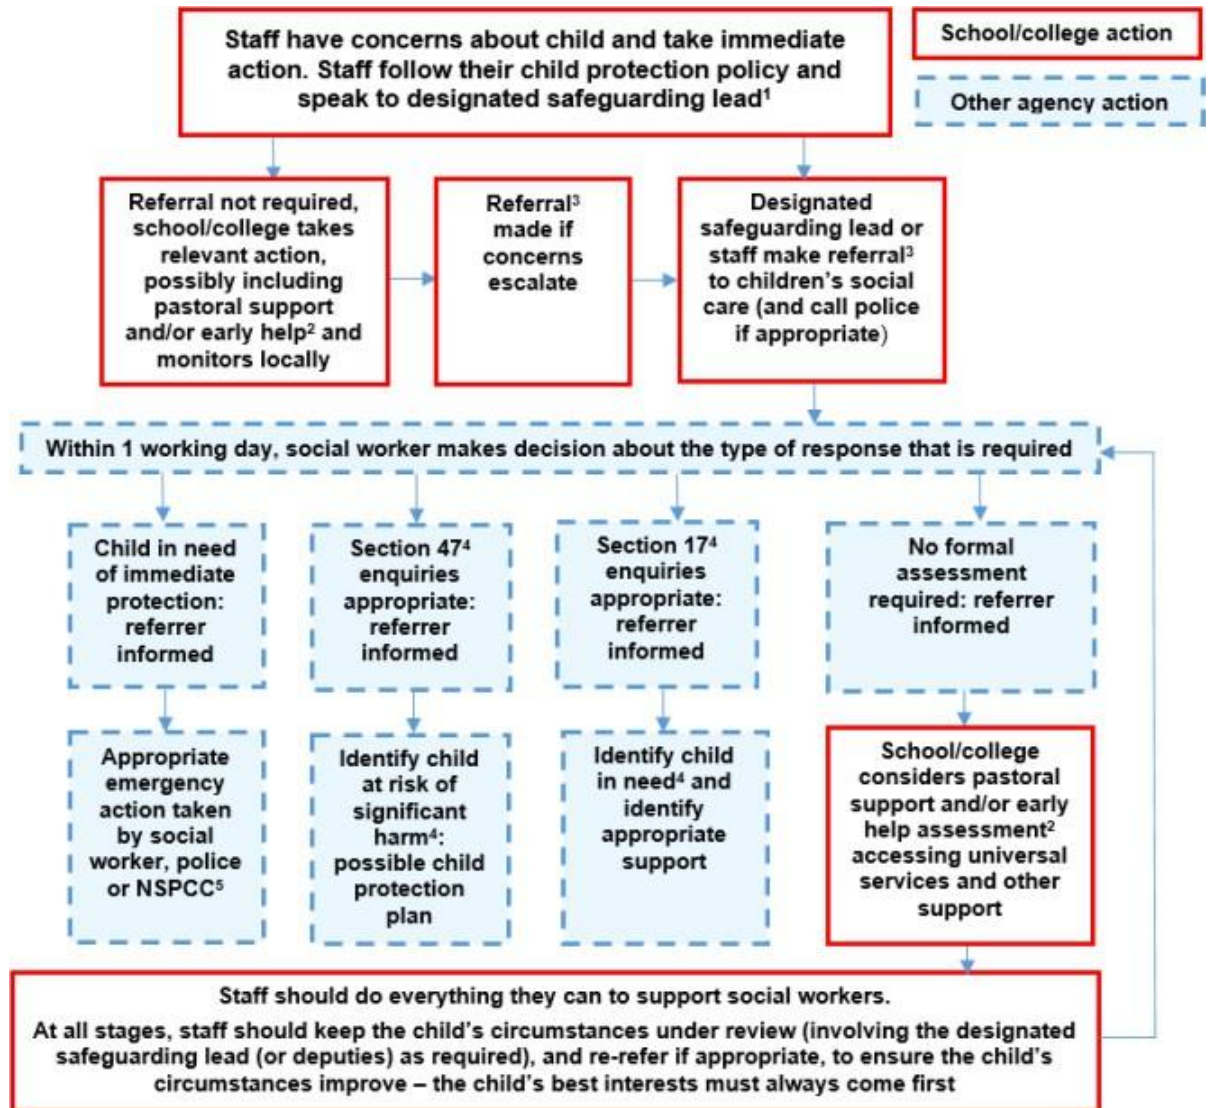 Staff have concerns about child and take immediate
action. Staff follow their child protection policy and
speak to designated safeguarding lead¹
School/college action
Other agency action
Referral not required,
school/college takes
relevant action,
possibly including
pastoral support
and/or early help² and
monitors locally
Referral³
made if
concerns
escalate
Designated
safeguarding lead or
staff make referral³
to children’s social
care (and call police
if appropriate)
Within 1 working day, social worker makes decision about the type of response that is required
Child in need
of immediate
protection:
referrer
informed
Section 47⁴
enquiries
appropriate:
referrer
informed
Section 17⁴
enquiries
appropriate:
referrer
informed
No formal
assessment
required: referrer
informed
Appropriate
emergency
action taken
by social
worker, police
or NSPCC⁵
Identify child
at risk of
significant
harm⁴:
possible child
protection
plan
Identify child
in need⁴ and
identify
appropriate
support
School/college
considers pastoral
support and/or early
help assessment²
accessing universal
services and other
support
Staff should do everything they can to support social workers.
At all stages, staff should keep the child’s circumstances under review (involving the designated
safeguarding lead (or deputies) as required), and re-refer if appropriate, to ensure the child’s
circumstances improve – the child’s best interests must always come first